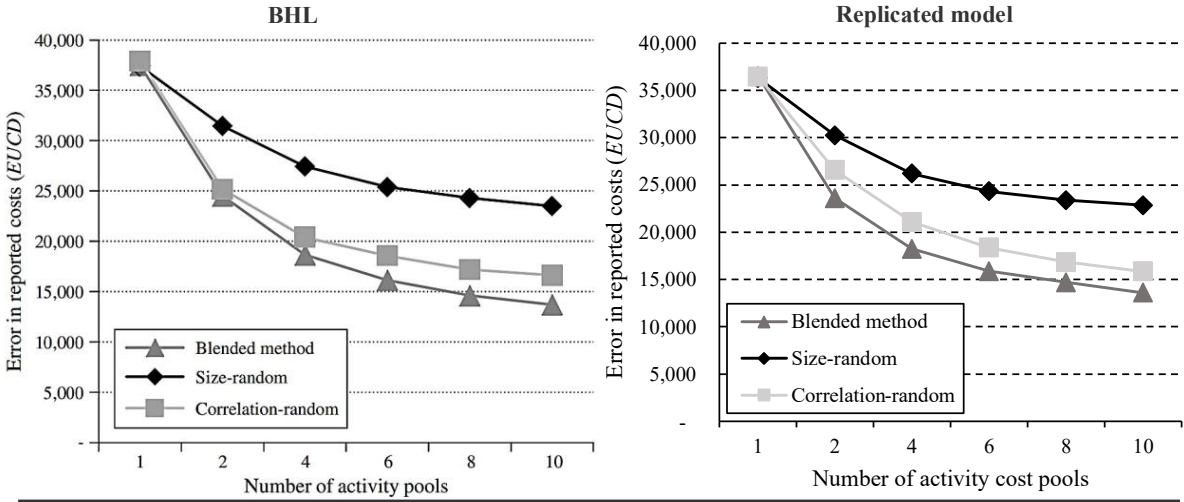 BHL
Error in reported costs (EUCD)
40,000
35,000
30,000
25,000
20,000
15,000
10,000
5,000
-
Blended method
Size-random
Correlation-random
1 2 4 6 8 10
Number of activity pools
Replicated model
Error in reported costs (EUCD)
40,000
35,000
30,000
25,000
20,000
15,000
10,000
5,000
-
Blended method
Size-random
Correlation-random
1 2 4 6 8 10
Number of activity cost pools